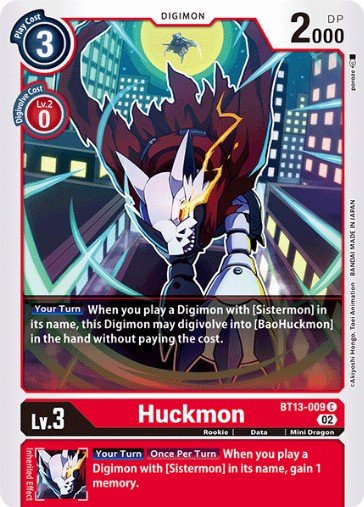 DIGIMON
Play Cost
3
2000
DP
Digivolve Cost
Lv.2
0
poroze
Your Turn When you play a Digimon with [Sistermon] in
its name, this Digimon may digivolve into [BaoHuckmon]
in the hand without paying the cost.
©Akiyoshi Hongo, Toei Animation BANDAI MADE IN JAPAN
BT13-009 C
Lv.3
Huckmon
02
Rookie | Data | Mini Dragon
Inherited Effect
Your Turn Once Per Turn When you play a
Digimon with [Sistermon] in its name, gain 1
memory.